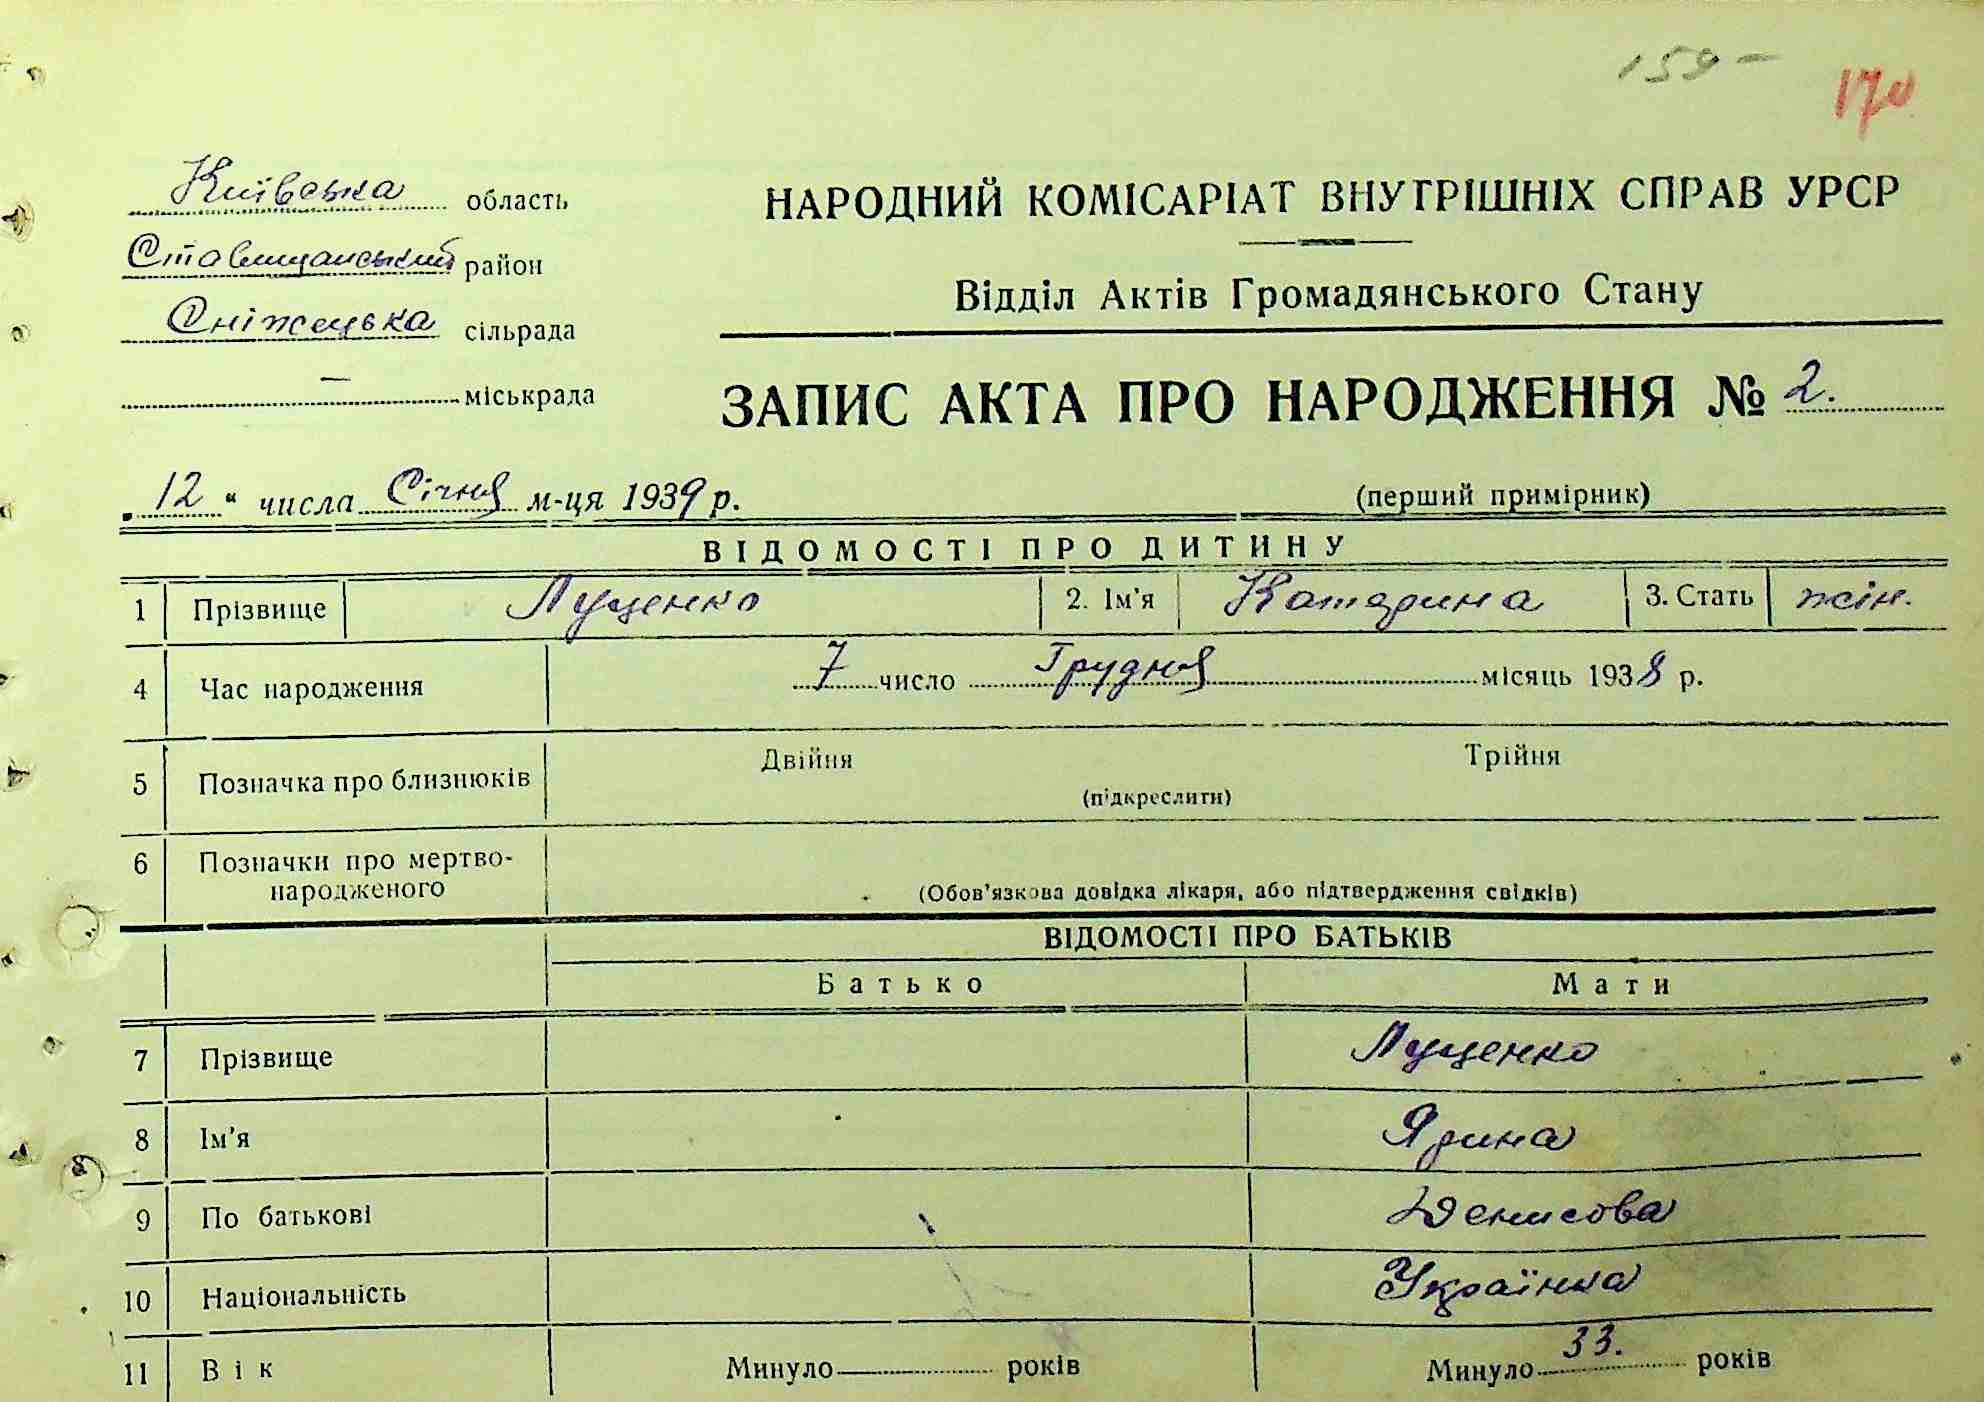 159 –
170
Київська область
Ставищанський район
Сніжецька сільрада
— міськрада
НАРОДНИЙ КОМІСАРІАТ ВНУТРІШНІХ СПРАВ УРСР
Відділ Актів Громадянського Стану
ЗАПИС АКТА ПРО НАРОДЖЕННЯ № 2.
„ 12 “ числа Січня м-ця 1939 р.
(перший примірник)
ВІДОМОСТІ ПРО ДИТИНУ
1 Прізвище Луценко 2. Ім'я Катерина 3. Стать жін.
4 Час народження 7 число Грудня місяць 1938 р.
5 Позначка про близнюків Двійня Трійня
(підкреслити)
6 Позначки про мертво-
народженого
(Обов'язкова довідка лікаря, або підтвердження свідків)
ВІДОМОСТІ ПРО БАТЬКІВ
Батько Мати
7 Прізвище Луценко
8 Ім'я Ярина
9 По батькові Денисова
10 Національність Українка
11 Вік Минуло років Минуло 33. років